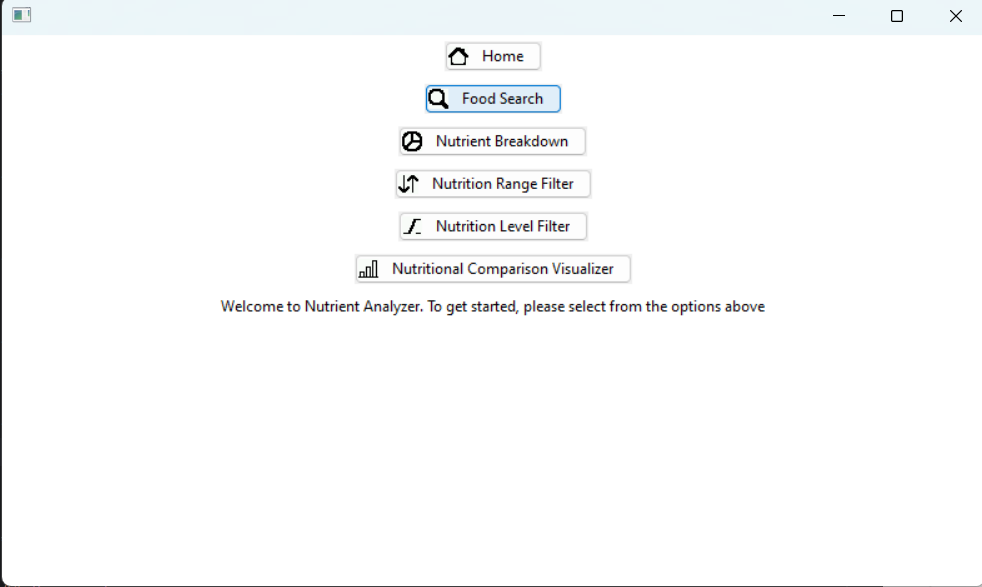 Home
Food Search
Nutrient Breakdown
Nutrition Range Filter
Nutrition Level Filter
Nutritional Comparison Visualizer
Welcome to Nutrient Analyzer. To get started, please select from the options above